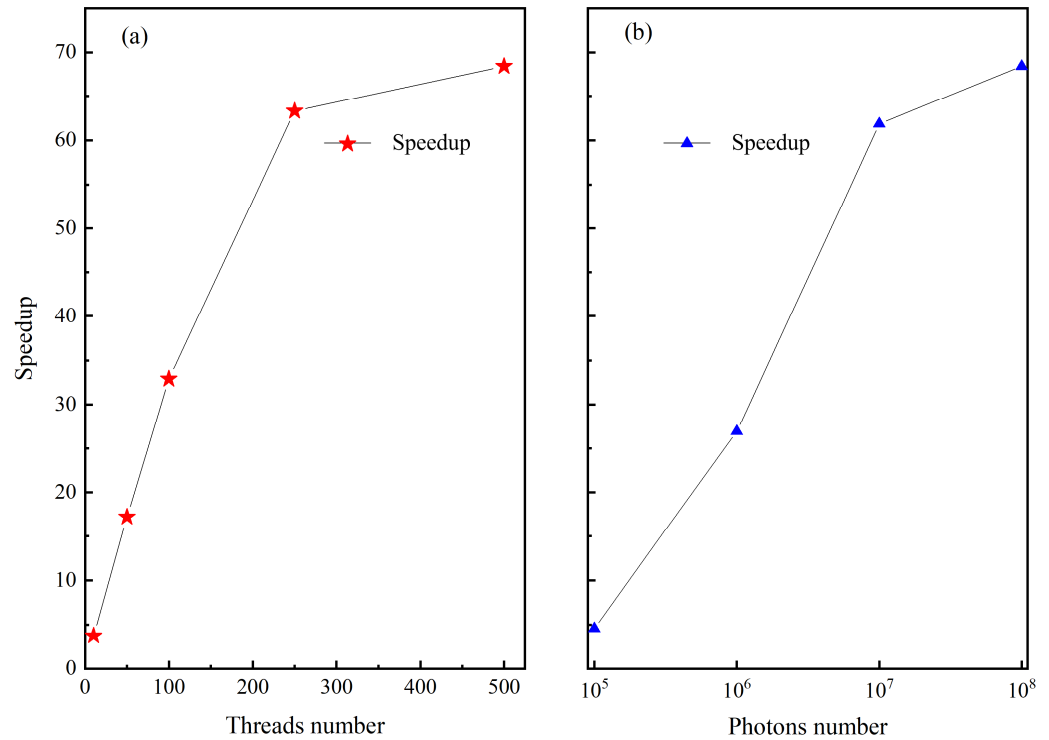 (a)
Speedup
Speedup
70
60
50
40
30
20
10
0
0 100 200 300 400 500
Threads number
(b)
Speedup
10⁵ 10⁶ 10⁷ 10⁸
Photons number